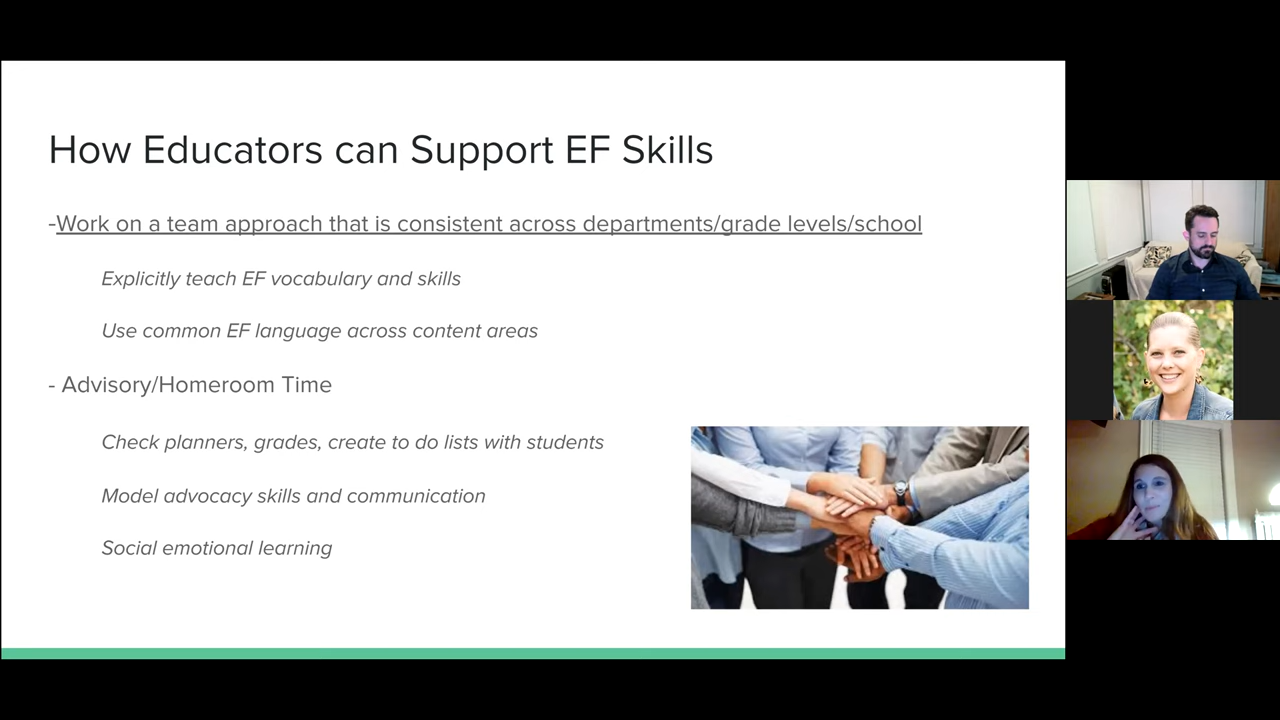 How Educators can Support EF Skills
-Work on a team approach that is consistent across departments/grade levels/school
Explicitly teach EF vocabulary and skills
Use common EF language across content areas
- Advisory/Homeroom Time
Check planners, grades, create to do lists with students
Model advocacy skills and communication
Social emotional learning